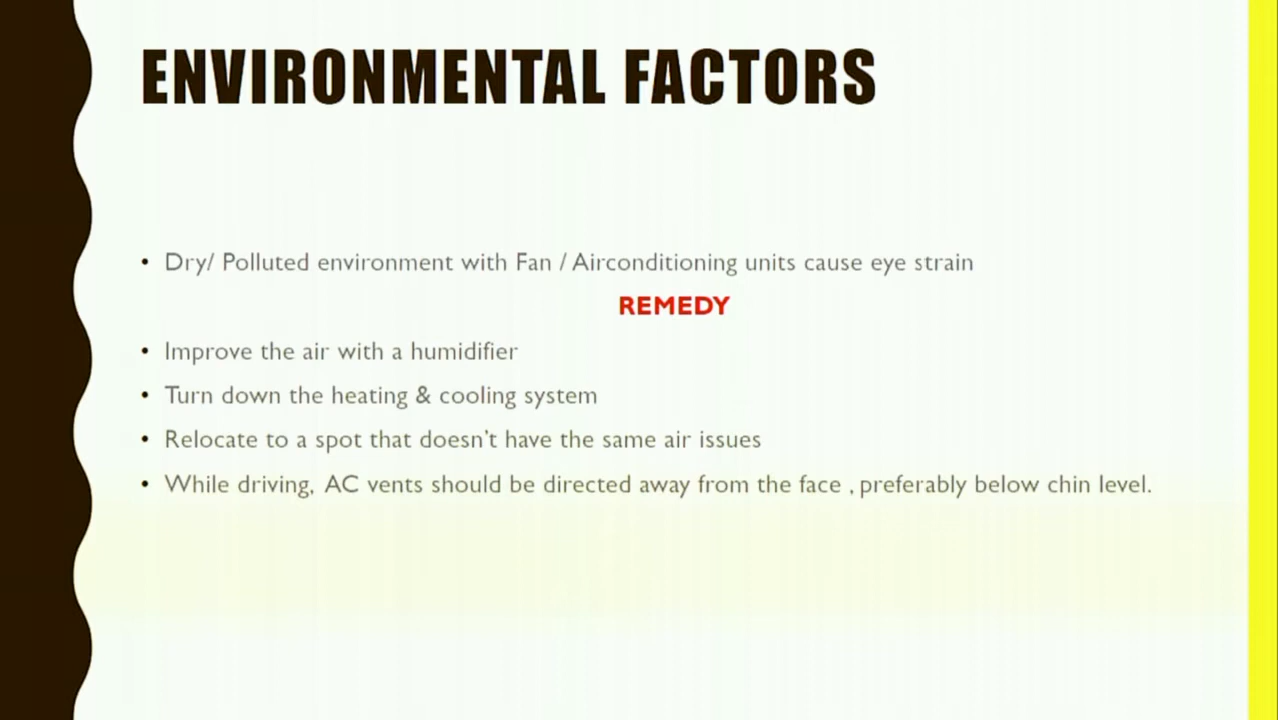 ENVIRONMENTAL FACTORS
• Dry/ Polluted environment with Fan / Airconditioning units cause eye strain
REMEDY
• Improve the air with a humidifier
• Turn down the heating & cooling system
• Relocate to a spot that doesn't have the same air issues
• While driving, AC vents should be directed away from the face , preferably below chin level.